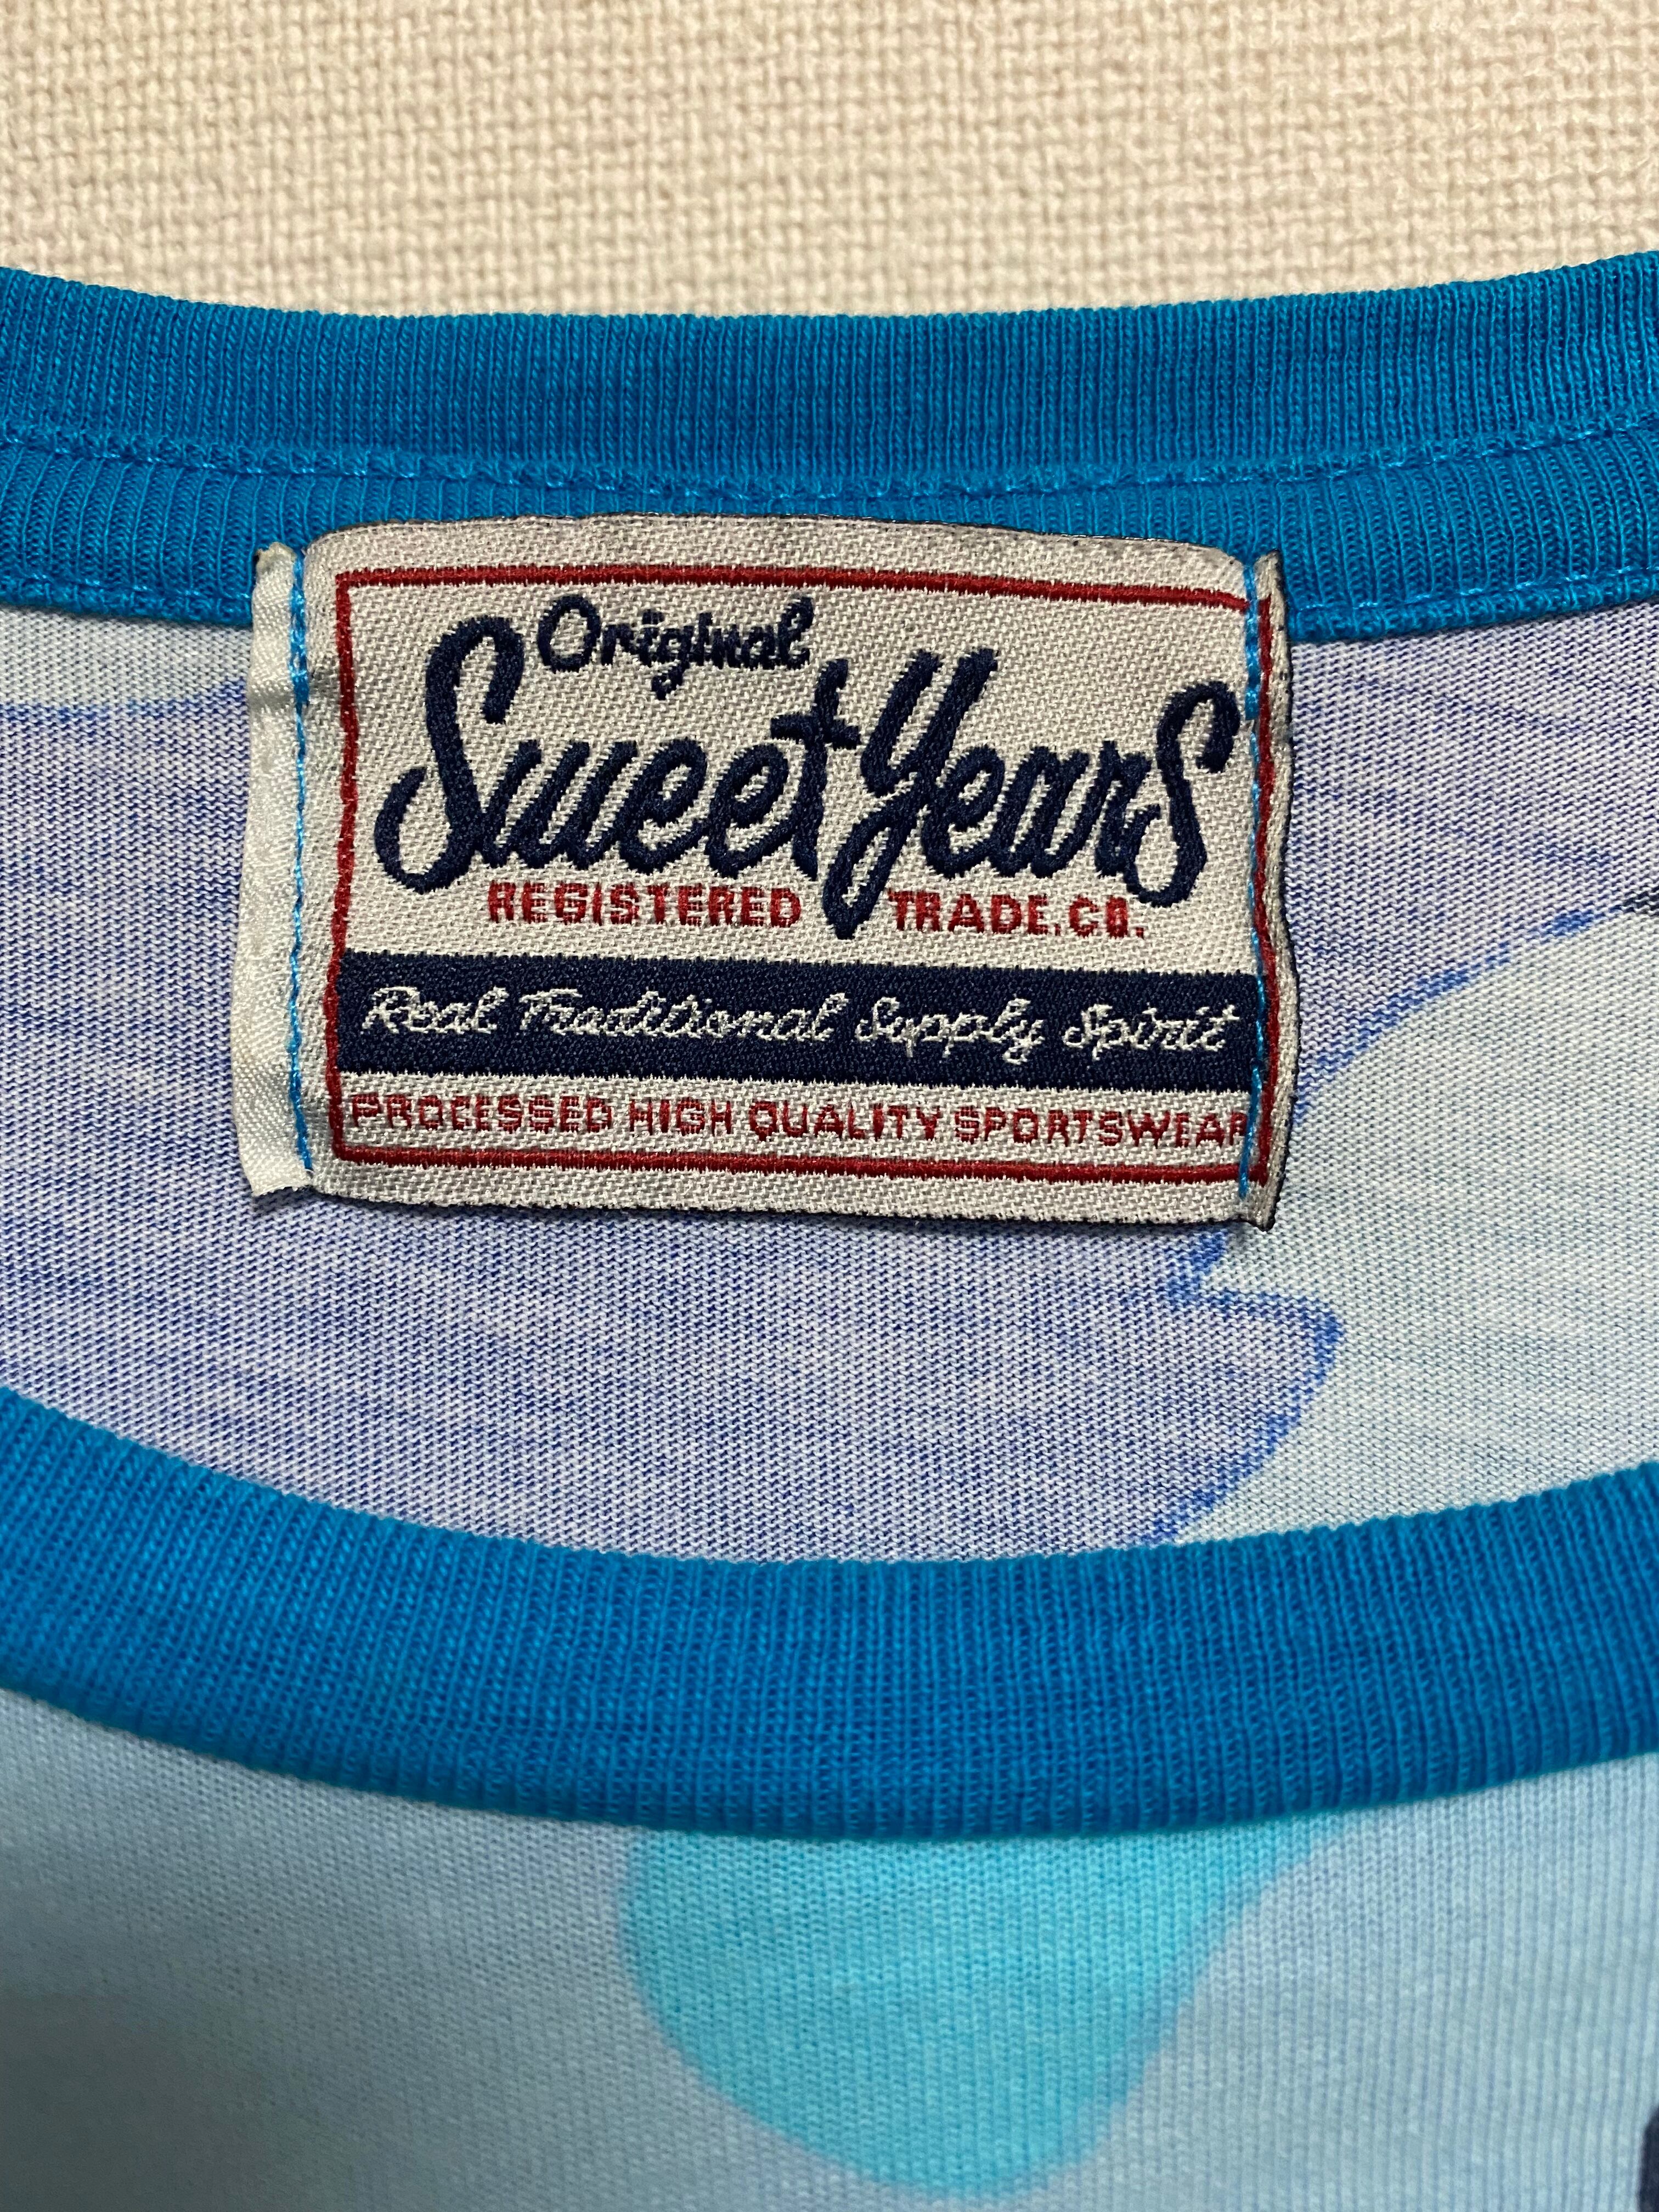 Original
Sweet Years
REGISTERED TRADE.CO.
Real Traditional Supply Spirit
PROCESSED HIGH QUALITY SPORTSWEAR